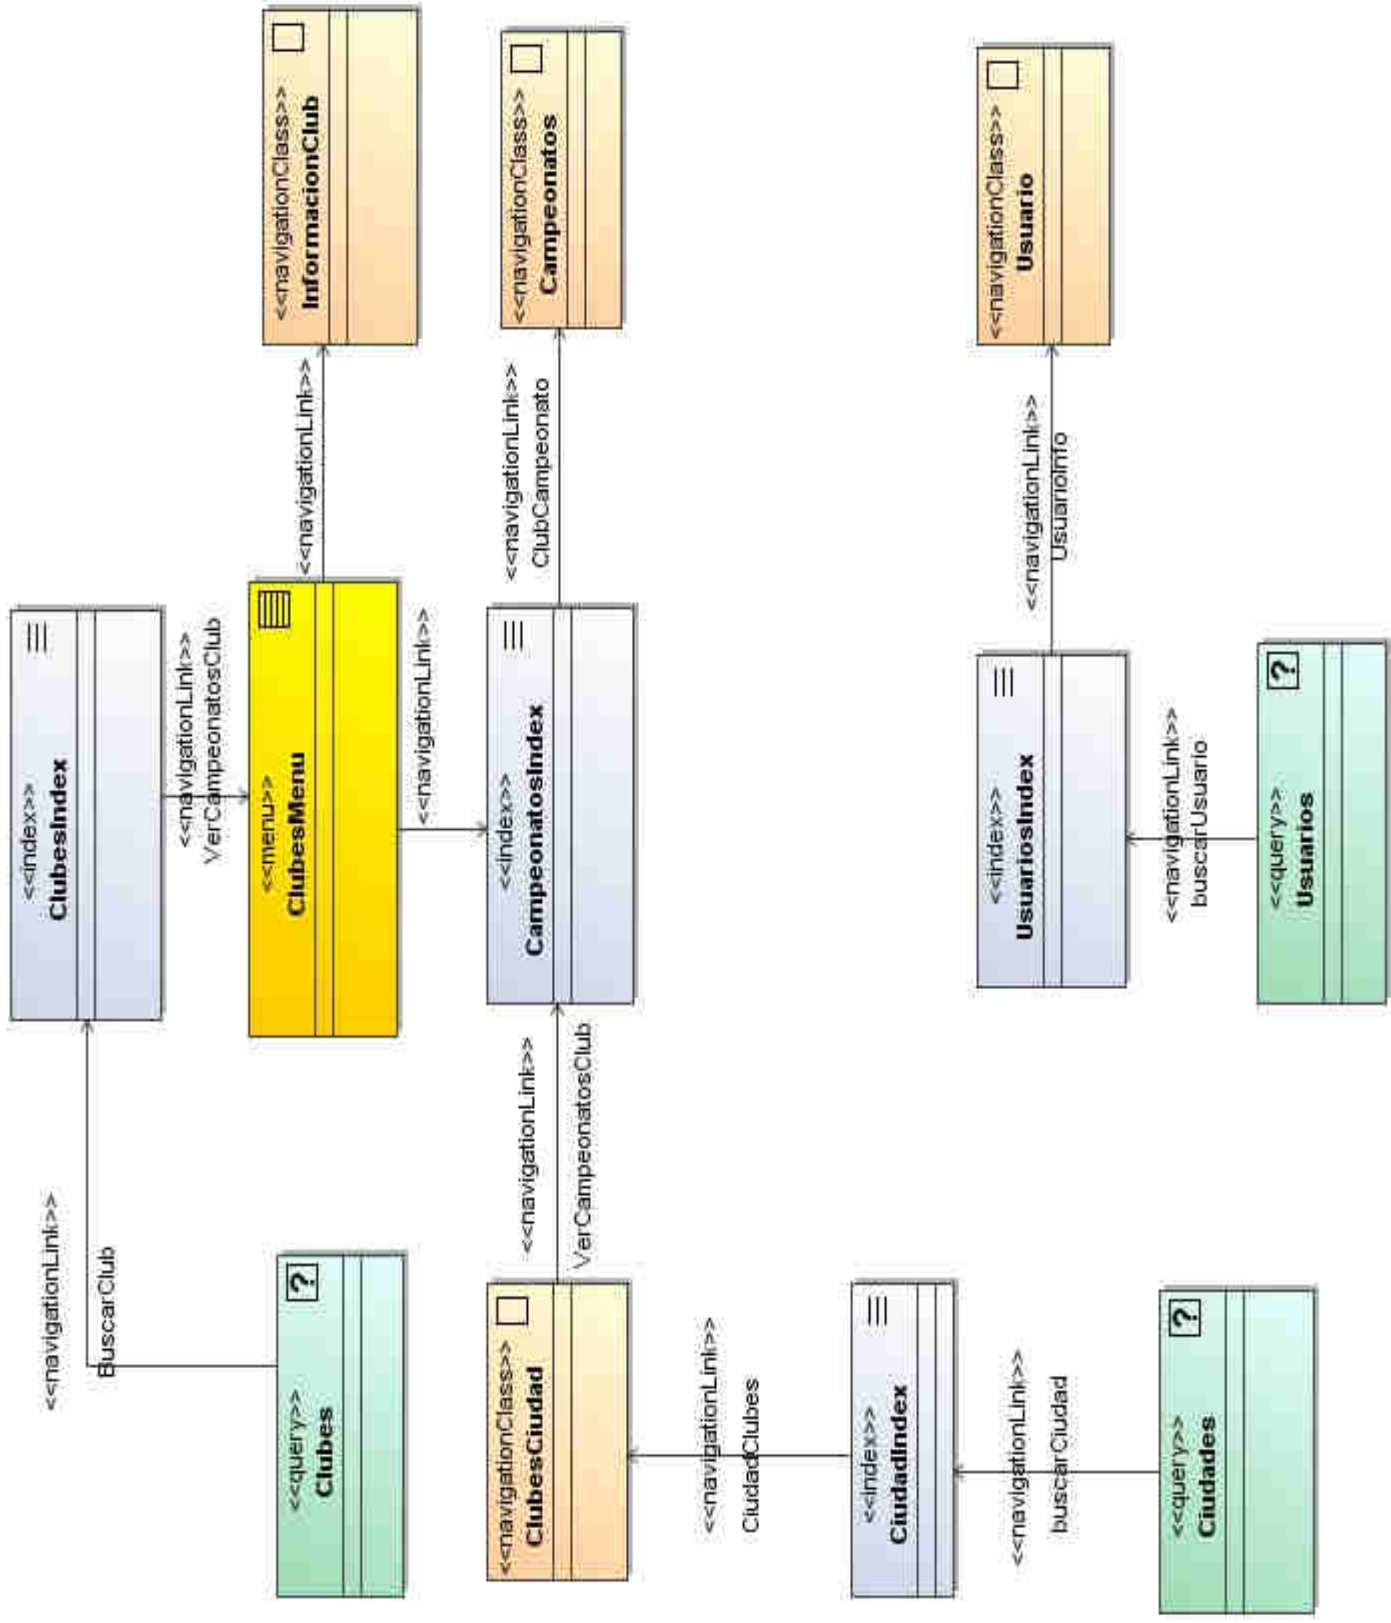 <<query>>
Clubes
<<navigationLink>>
BuscarClub
<<index>>
ClubesIndex
<<navigationLink>>
VerCampeonatosClub
<<menu>>
ClubesMenu
<<navigationLink>>
<<navigationClass>>
InformacionClub
<<navigationLink>>
<<navigationClass>>
ClubesCiudad
<<navigationLink>>
VerCampeonatosClub
<<index>>
CampeonatosIndex
<<navigationLink>>
ClubCampeonato
<<navigationClass>>
Campeonatos
<<navigationLink>>
CiudadClubes
<<index>>
CiudadIndex
<<navigationLink>>
buscarCiudad
<<query>>
Ciudades
<<index>>
UsuariosIndex
<<navigationLink>>
UsuarioInfo
<<navigationClass>>
Usuario
<<navigationLink>>
buscarUsuario
<<query>>
Usuarios
?
?
?